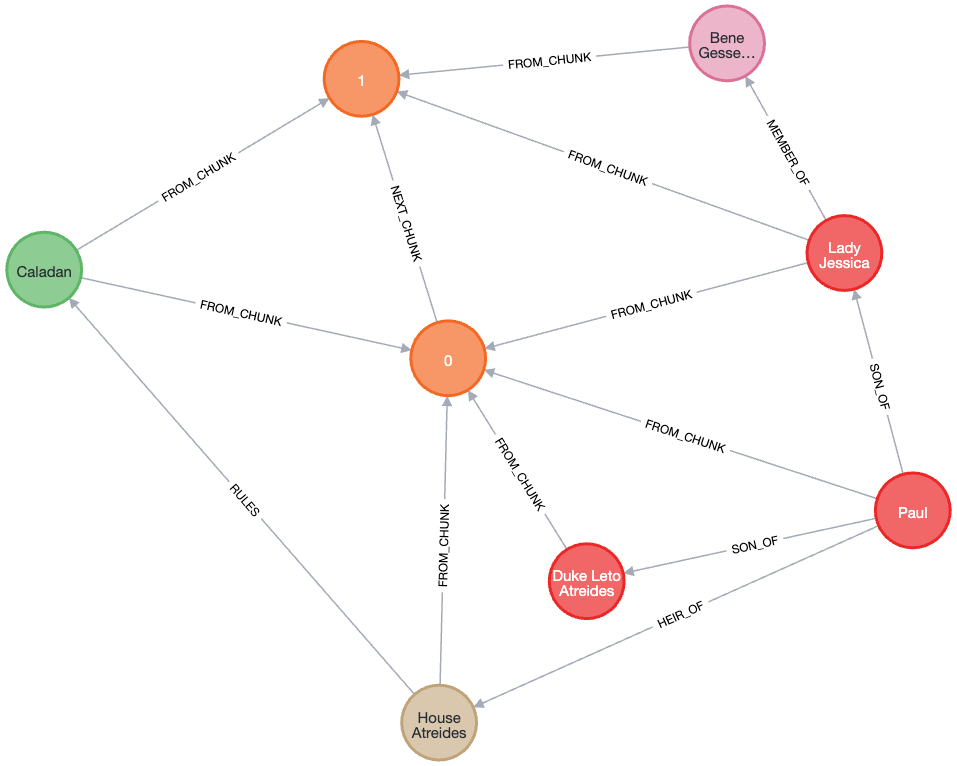 Bene
Gesse...
FROM_CHUNK
1
MEMBER_OF
FROM_CHUNK
FROM_CHUNK
NEXT_CHUNK
Lady
Jessica
Caladan
FROM_CHUNK
FROM_CHUNK
0
SON_OF
FROM_CHUNK
FROM_CHUNK
RULES
Paul
FROM_CHUNK
SON_OF
Duke Leto
Atreides
HEIR_OF
House
Atreides